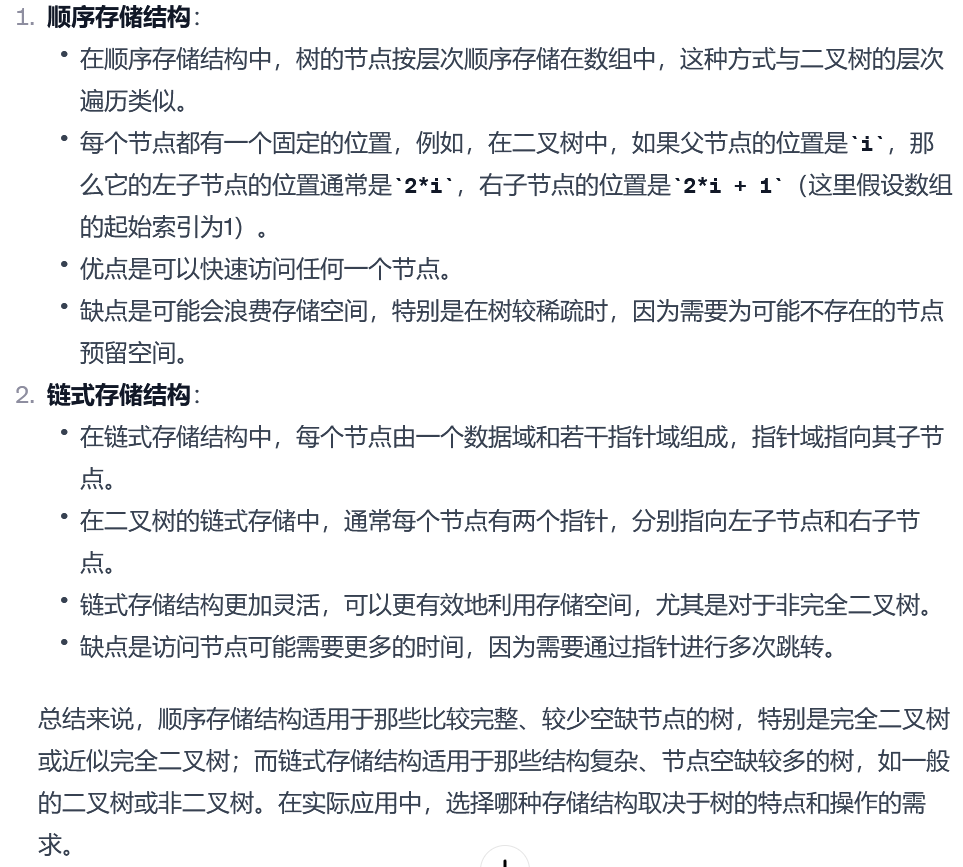 1. 顺序存储结构：
• 在顺序存储结构中，树的节点按层次顺序存储在数组中，这种方式与二叉树的层次
遍历类似。
• 每个节点都有一个固定的位置，例如，在二叉树中，如果父节点的位置是`i`，那
么它的左子节点的位置通常是`2*i`，右子节点的位置是`2*i + 1`（这里假设数组
的起始索引为1）。
• 优点是可以快速访问任何一个节点。
• 缺点是可能会浪费存储空间，特别是在树较稀疏时，因为需要为可能不存在的节点
预留空间。
2. 链式存储结构：
• 在链式存储结构中，每个节点由一个数据域和若干指针域组成，指针域指向其子节
点。
• 在二叉树的链式存储中，通常每个节点有两个指针，分别指向左子节点和右子节
点。
• 链式存储结构更加灵活，可以更有效地利用存储空间，尤其是对于非完全二叉树。
• 缺点是访问节点可能需要更多的时间，因为需要通过指针进行多次跳转。
总结来说，顺序存储结构适用于那些比较完整、较少空缺节点的树，特别是完全二叉树
或近似完全二叉树；而链式存储结构适用于那些结构复杂、节点空缺较多的树，如一般
的二叉树或非二叉树。在实际应用中，选择哪种存储结构取决于树的特点和操作的需
求。